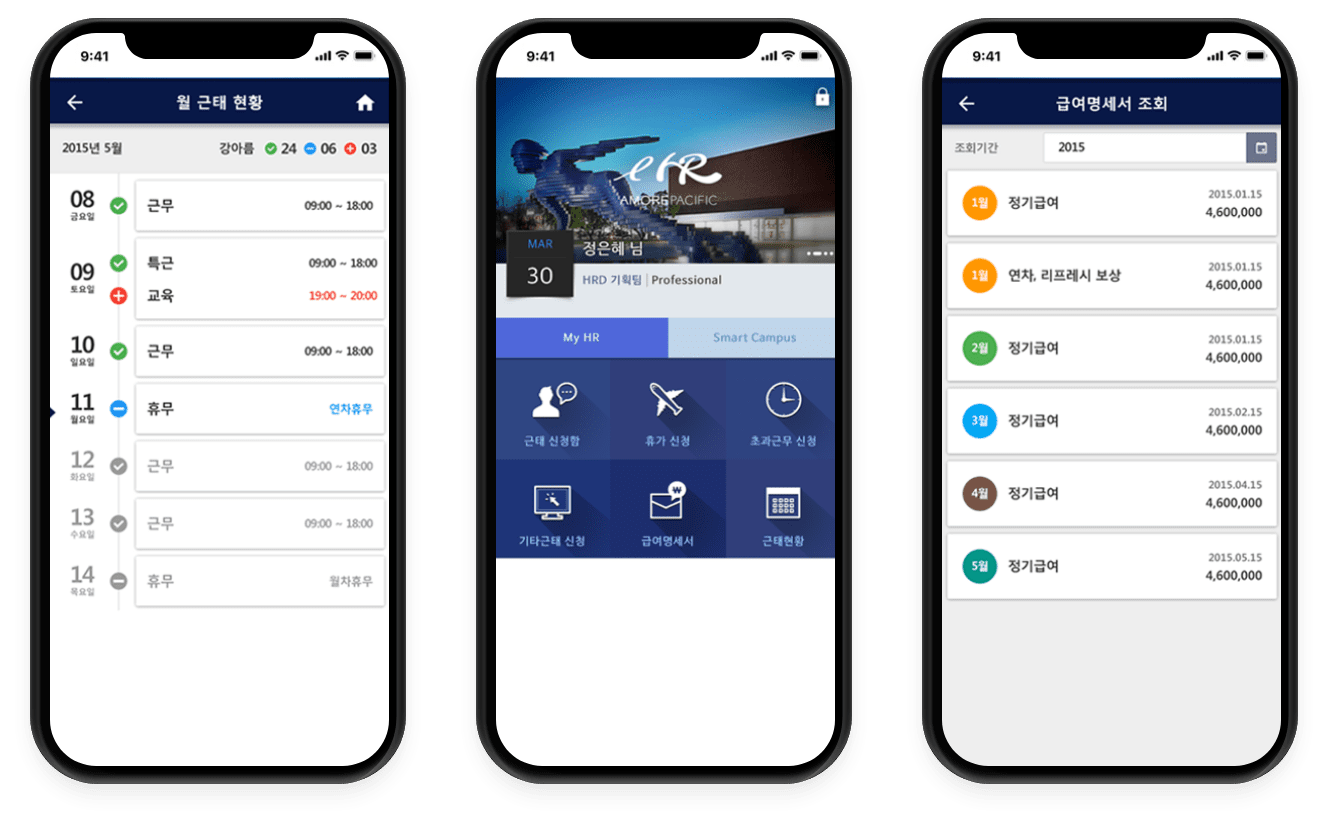 9:41
월 근태 현황
2015년 5월 강아름 24 06 03
08 금요일 근무 09:00 ~ 18:00
09 토요일 특근 09:00 ~ 18:00
교육 19:00 ~ 20:00
10 일요일 근무 09:00 ~ 18:00
11 월요일 휴무 연차휴무
12 화요일 근무 09:00 ~ 18:00
13 수요일 근무 09:00 ~ 18:00
14 목요일 휴무 월차휴무
9:41
eHR
AMOREPACIFIC
MAR
30
정은혜 님
HRD 기획팀 | Professional
My HR Smart Campus
근태 신청함 휴가 신청 초과근무 신청
₩
기타근태 신청 급여명세서 근태현황
9:41
급여명세서 조회
조회기간 2015
1월 정기급여 2015.01.15
4,600,000
1월 연차, 리프레시 보상 2015.01.15
4,600,000
2월 정기급여 2015.01.15
4,600,000
3월 정기급여 2015.02.15
4,600,000
4월 정기급여 2015.04.15
4,600,000
5월 정기급여 2015.05.15
4,600,000